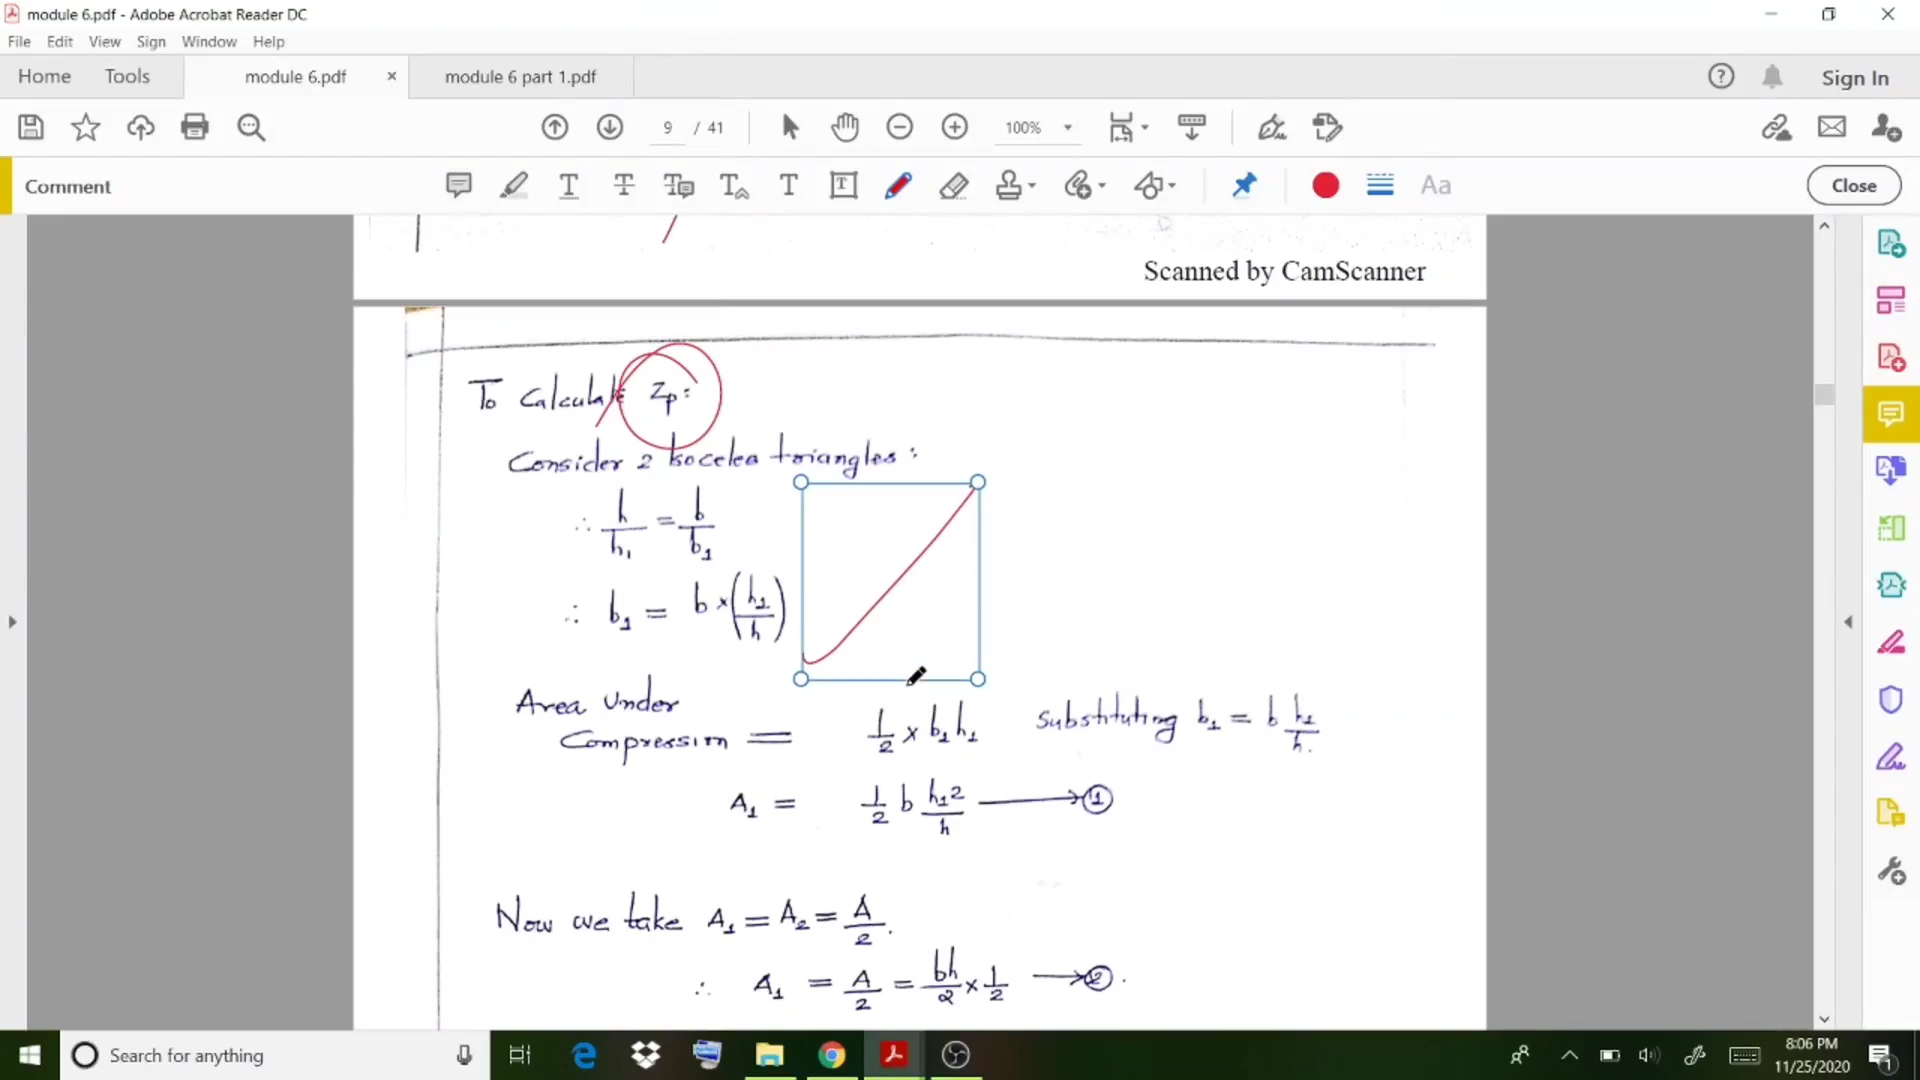 module 6.pdf - Adobe Acrobat Reader DC
File Edit View Sign Window Help
Home Tools module 6.pdf × module 6 part 1.pdf Sign In
9 / 41 100%
Comment Close
Scanned by CamScanner
To Calculate Zp:
Consider 2 Isoceles triangles:
∴ h/h₁ = b/b₁
∴ b₁ = b × (h₁/h)
Area Under
Compression = 1/2 × b₁h₁ Substituting b₁ = b h₁/h.
A₁ = 1/2 b h₁²/h → ①
Now we take A₁ = A₂ = A/2.
∴ A₁ = A/2 = bh/2 × 1/2 → ②.
Search for anything
8:06 PM
11/25/2020
1